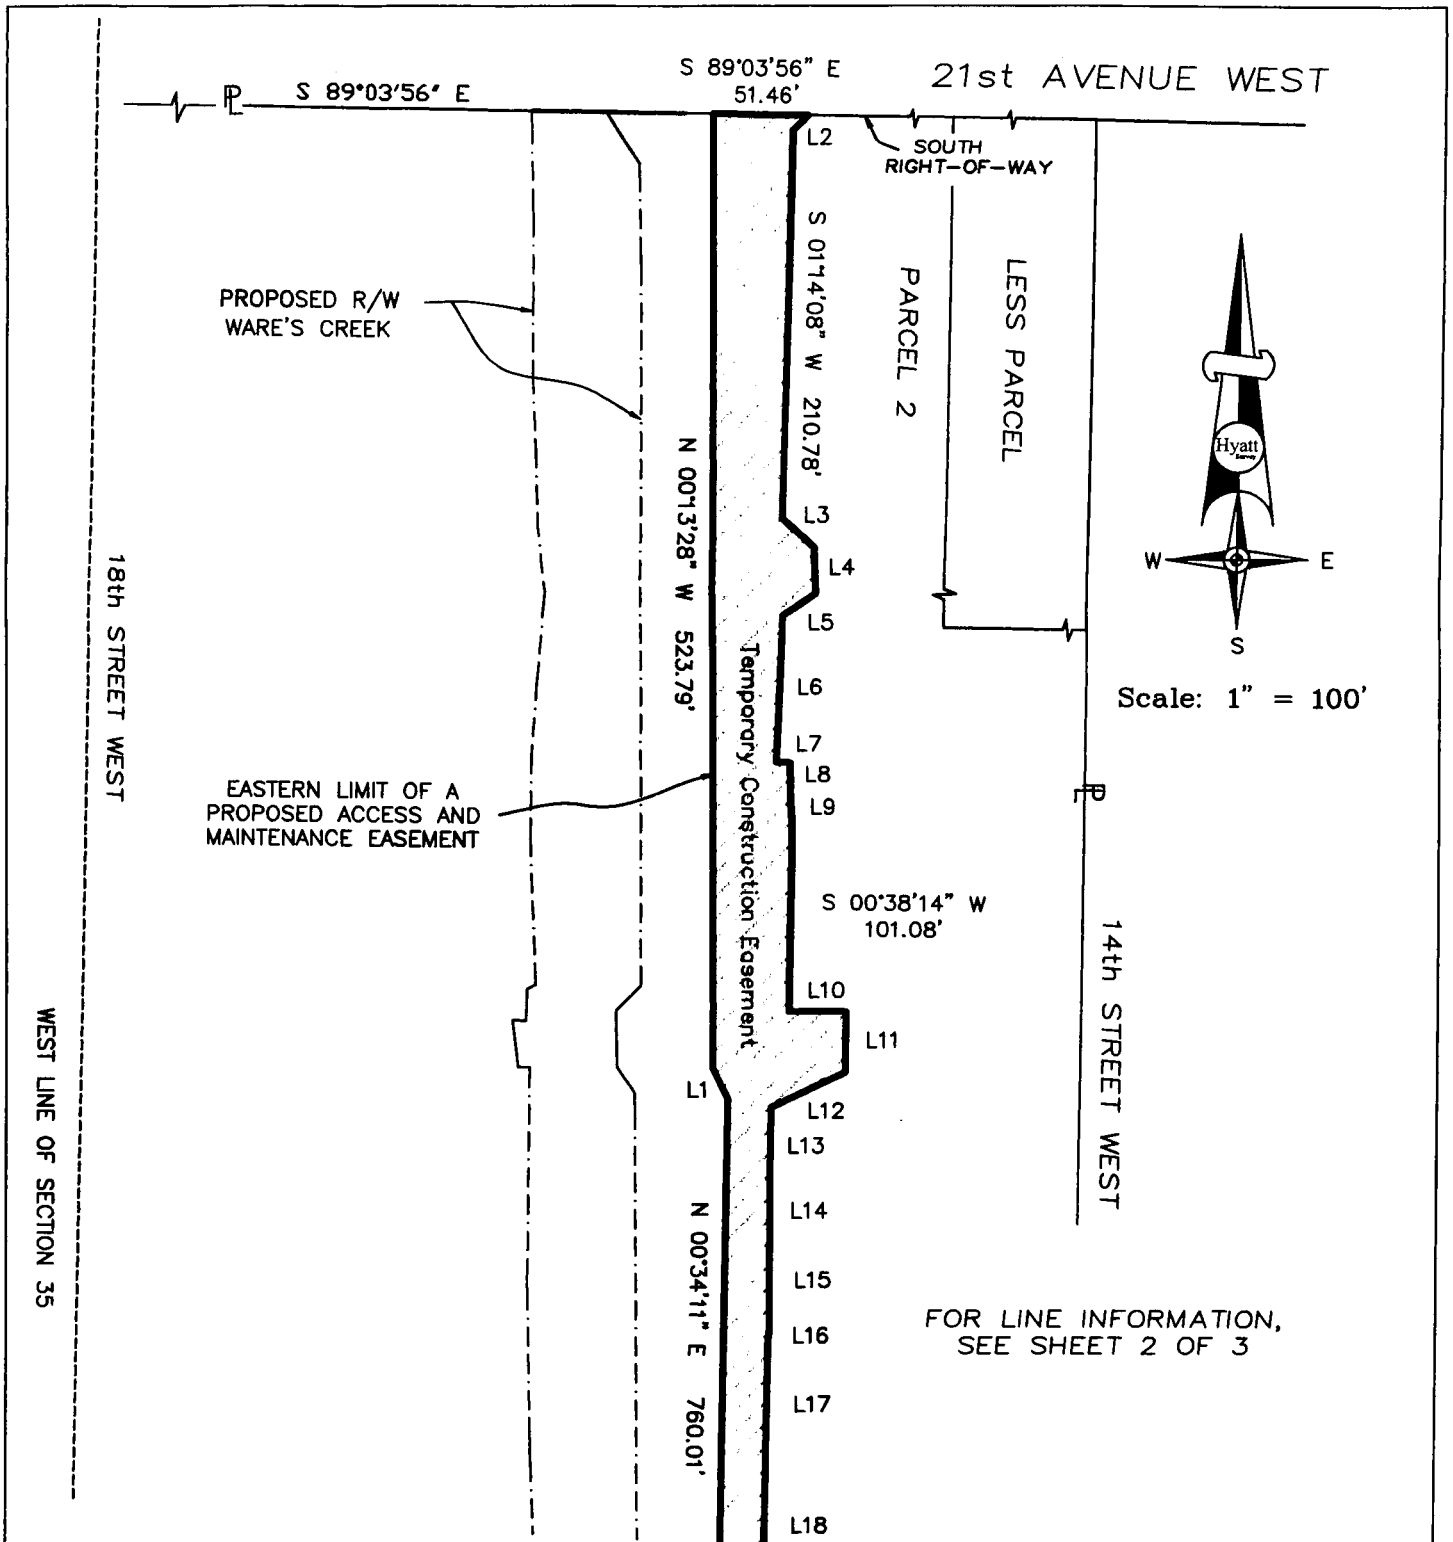 S 89°03'56" E
51.46'
21st AVENUE WEST
S 89°03'56" E
PL
L2
SOUTH
RIGHT-OF-WAY
S 01°14'08" W 210.78'
PARCEL 2
LESS PARCEL
PROPOSED R/W
WARE'S CREEK
Hyatt
Survey
N 00°13'28" W 523.79'
L3
L4
L5
W
E
S
18th STREET WEST
Temporary Construction Easement
L6
Scale: 1" = 100'
L7
L8
L9
PL
EASTERN LIMIT OF A
PROPOSED ACCESS AND
MAINTENANCE EASEMENT
S 00°38'14" W
101.08'
14th STREET WEST
L10
L11
WEST LINE OF SECTION 35
L1
L12
L13
L14
N 00°34'11" E 760.01'
L15
L16
FOR LINE INFORMATION,
SEE SHEET 2 OF 3
L17
L18